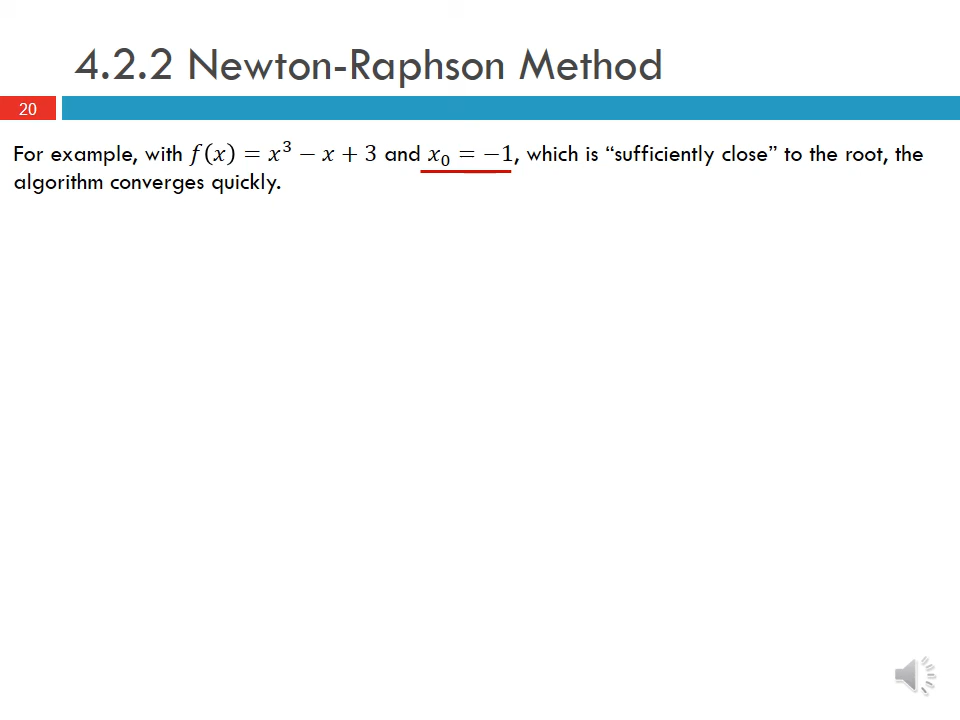 4.2.2 Newton-Raphson Method
20
For example, with f(x) = x³ − x + 3 and x₀ = −1, which is “sufficiently close” to the root, the
algorithm converges quickly.